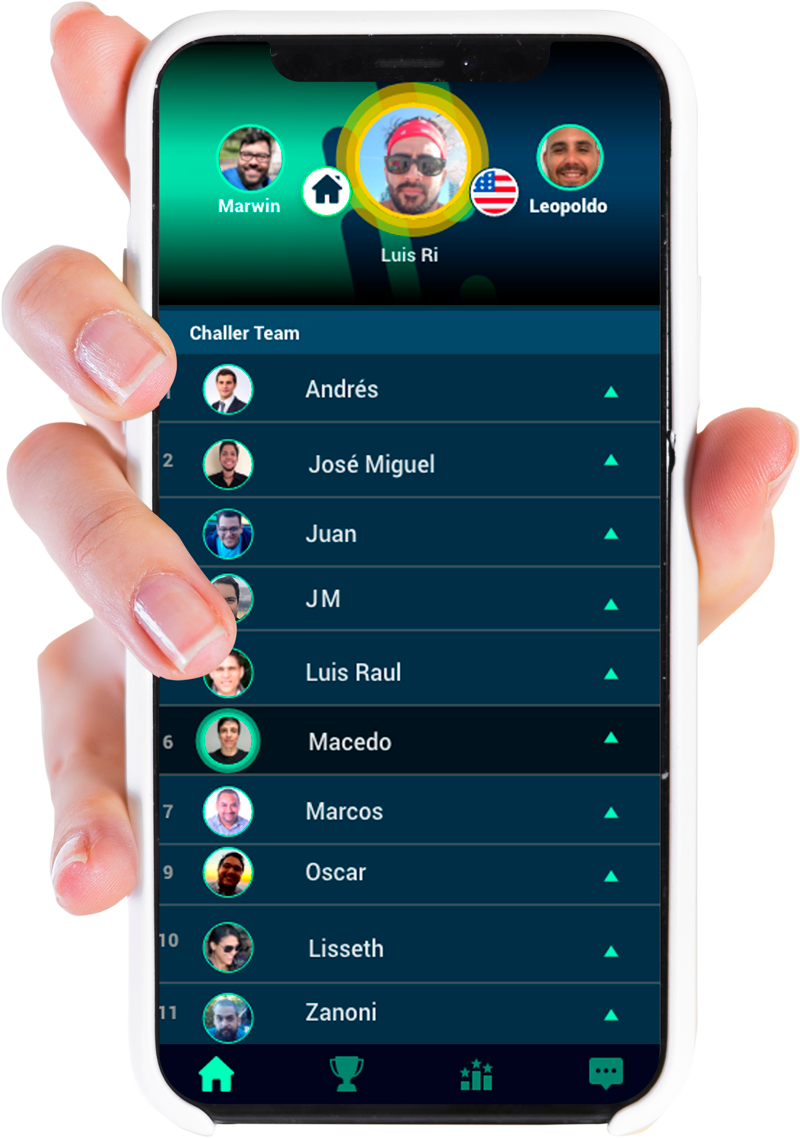 Marwin
Leopoldo
Luis Ri
Challer Team
Andrés
2 José Miguel
Juan
JM
Luis Raul
6 Macedo
7 Marcos
9 Oscar
10 Lisseth
11 Zanoni